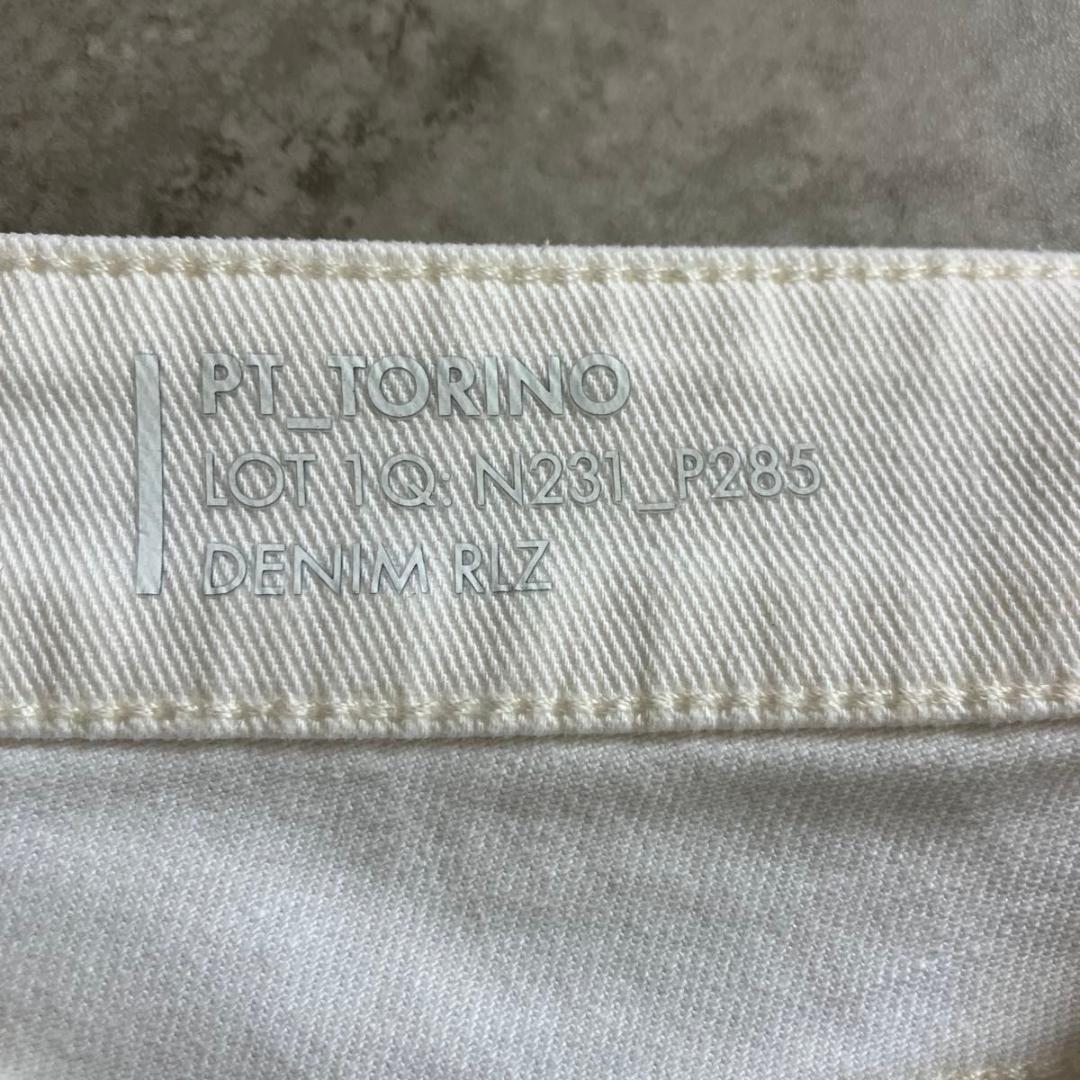 PT_TORINO
LOT 1Q: N231_P285
DENIM RLZ